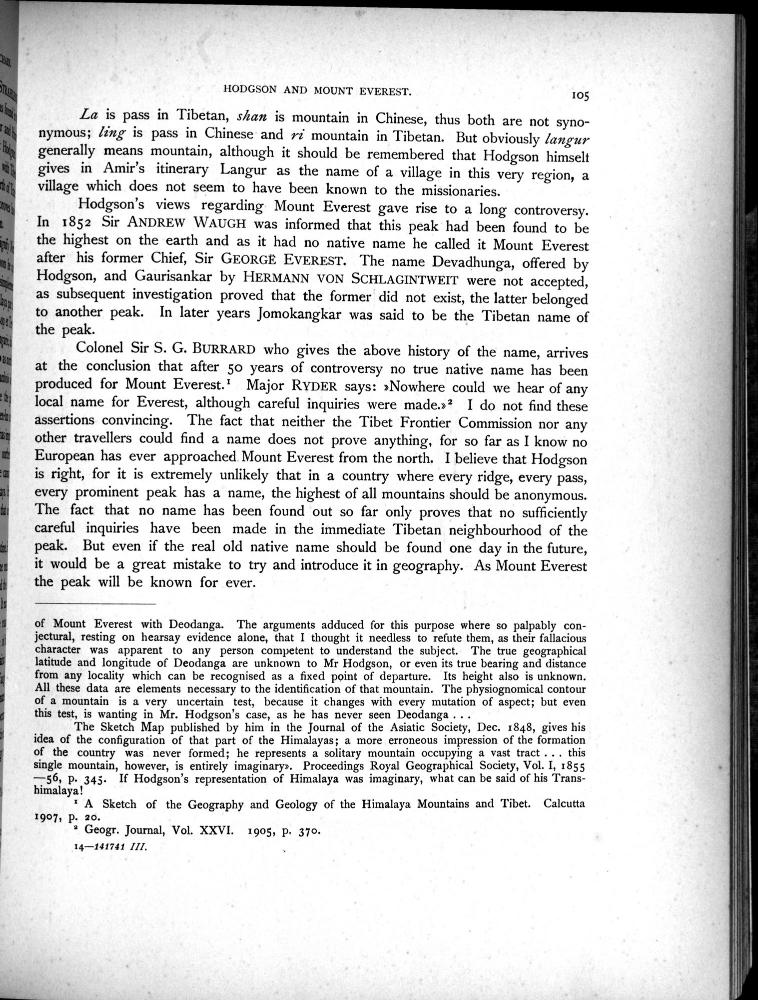 HODGSON AND MOUNT EVEREST.
105
La is pass in Tibetan, shan is mountain in Chinese, thus both are not syno-
nymous; ling is pass in Chinese and ri mountain in Tibetan. But obviously langur
generally means mountain, although it should be remembered that Hodgson himself
gives in Amir's itinerary Langur as the name of a village in this very region, a
village which does not seem to have been known to the missionaries.
Hodgson's views regarding Mount Everest gave rise to a long controversy.
In 1852 Sir ANDREW WAUGH was informed that this peak had been found to be
the highest on the earth and as it had no native name he called it Mount Everest
after his former Chief, Sir GEORGE EVEREST. The name Devadhunga, offered by
Hodgson, and Gaurisankar by HERMANN VON SCHLAGINTWEIT were not accepted,
as subsequent investigation proved that the former did not exist, the latter belonged
to another peak. In later years Jomokangkar was said to be the Tibetan name of
the peak.
Colonel Sir S. G. BURRARD who gives the above history of the name, arrives
at the conclusion that after 50 years of controversy no true native name has been
produced for Mount Everest.¹ Major RYDER says: »Nowhere could we hear of any
local name for Everest, although careful inquiries were made.»² I do not find these
assertions convincing. The fact that neither the Tibet Frontier Commission nor any
other travellers could find a name does not prove anything, for so far as I know no
European has ever approached Mount Everest from the north. I believe that Hodgson
is right, for it is extremely unlikely that in a country where every ridge, every pass,
every prominent peak has a name, the highest of all mountains should be anonymous.
The fact that no name has been found out so far only proves that no sufficiently
careful inquiries have been made in the immediate Tibetan neighbourhood of the
peak. But even if the real old native name should be found one day in the future,
it would be a great mistake to try and introduce it in geography. As Mount Everest
the peak will be known for ever.
of Mount Everest with Deodanga. The arguments adduced for this purpose where so palpably con-
jectural, resting on hearsay evidence alone, that I thought it needless to refute them, as their fallacious
character was apparent to any person competent to understand the subject. The true geographical
latitude and longitude of Deodanga are unknown to Mr Hodgson, or even its true bearing and distance
from any locality which can be recognised as a fixed point of departure. Its height also is unknown.
All these data are elements necessary to the identification of that mountain. The physiognomical contour
of a mountain is a very uncertain test, because it changes with every mutation of aspect; but even
this test, is wanting in Mr. Hodgson's case, as he has never seen Deodanga . . .
The Sketch Map published by him in the Journal of the Asiatic Society, Dec. 1848, gives his
idea of the configuration of that part of the Himalayas; a more erroneous impression of the formation
of the country was never formed; he represents a solitary mountain occupying a vast tract . . . this
single mountain, however, is entirely imaginary». Proceedings Royal Geographical Society, Vol. I, 1855
—56, p. 345. If Hodgson's representation of Himalaya was imaginary, what can be said of his Trans-
himalaya!
¹ A Sketch of the Geography and Geology of the Himalaya Mountains and Tibet. Calcutta
1907, p. 20.
² Geogr. Journal, Vol. XXVI. 1905, p. 370.
14—141741 III.